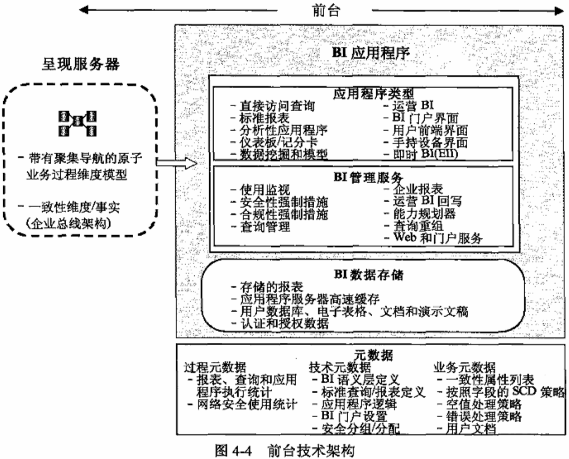 前台
呈现服务器
- 带有聚集导航的原子
业务过程维度模型
- 一致性维度/事实
(企业总线架构)
BI 应用程序
应用程序类型
- 直接访问查询
- 标准报表
- 分析性应用程序
- 仪表板/记分卡
- 数据挖掘和模型
- 运营 BI
- BI 门户界面
- 用户前端界面
- 手持设备界面
- 即时 BI(EII)
BI 管理服务
- 使用监视
- 安全性强制措施
- 合规性强制措施
- 查询管理
- 企业报表
- 运营 BI 回写
- 能力规划器
- 查询重组
- Web 和门户服务
BI 数据存储
- 存储的报表
- 应用程序服务器高速缓存
- 用户数据库、电子表格、文档和演示文稿
- 认证和授权数据
元数据
过程元数据
- 报表、查询和应用
程序执行统计
- 网络安全使用统计
技术元数据
- BI 语义层定义
- 标准查询/报表定义
- 应用程序逻辑
- BI 门户设置
- 安全分组/分配
业务元数据
- 一致性属性列表
- 按照字段的 SCD 策略
- 空值处理策略
- 错误处理策略
- 用户文档
图 4-4 前台技术架构